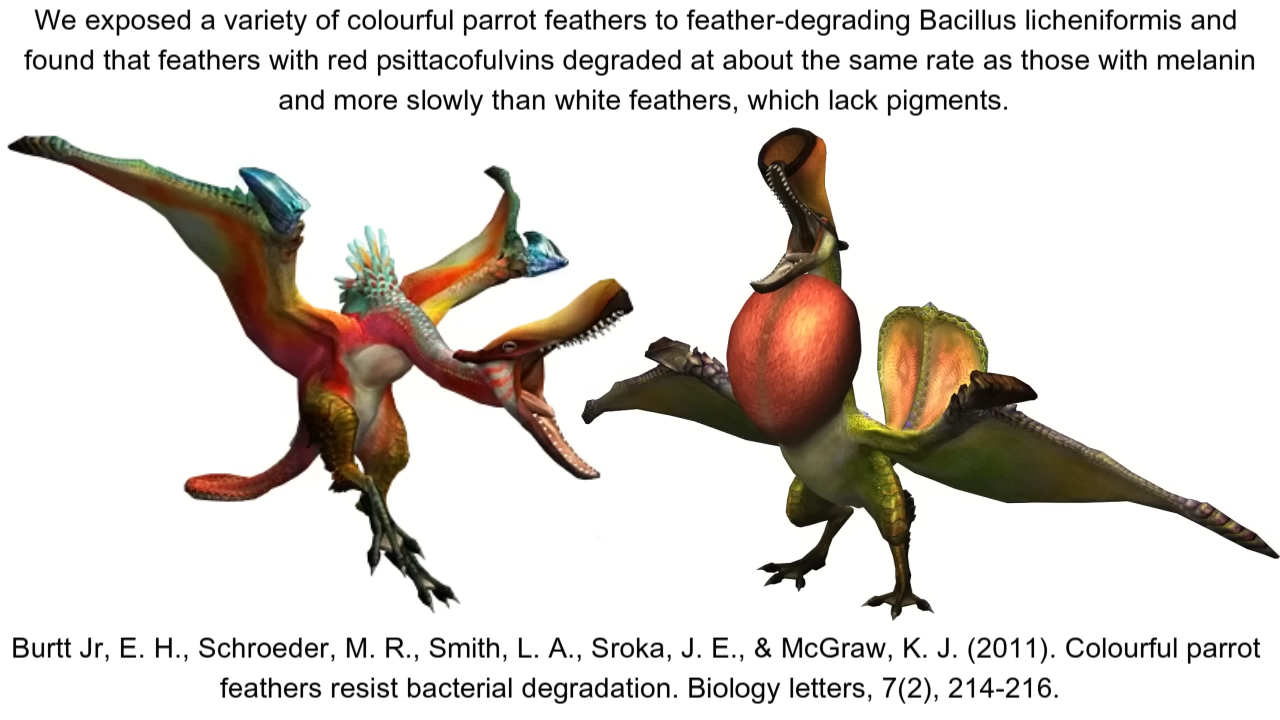 We exposed a variety of colourful parrot feathers to feather-degrading Bacillus licheniformis and
found that feathers with red psittacofulvins degraded at about the same rate as those with melanin
and more slowly than white feathers, which lack pigments.
Burtt Jr, E. H., Schroeder, M. R., Smith, L. A., Sroka, J. E., & McGraw, K. J. (2011). Colourful parrot
feathers resist bacterial degradation. Biology letters, 7(2), 214-216.